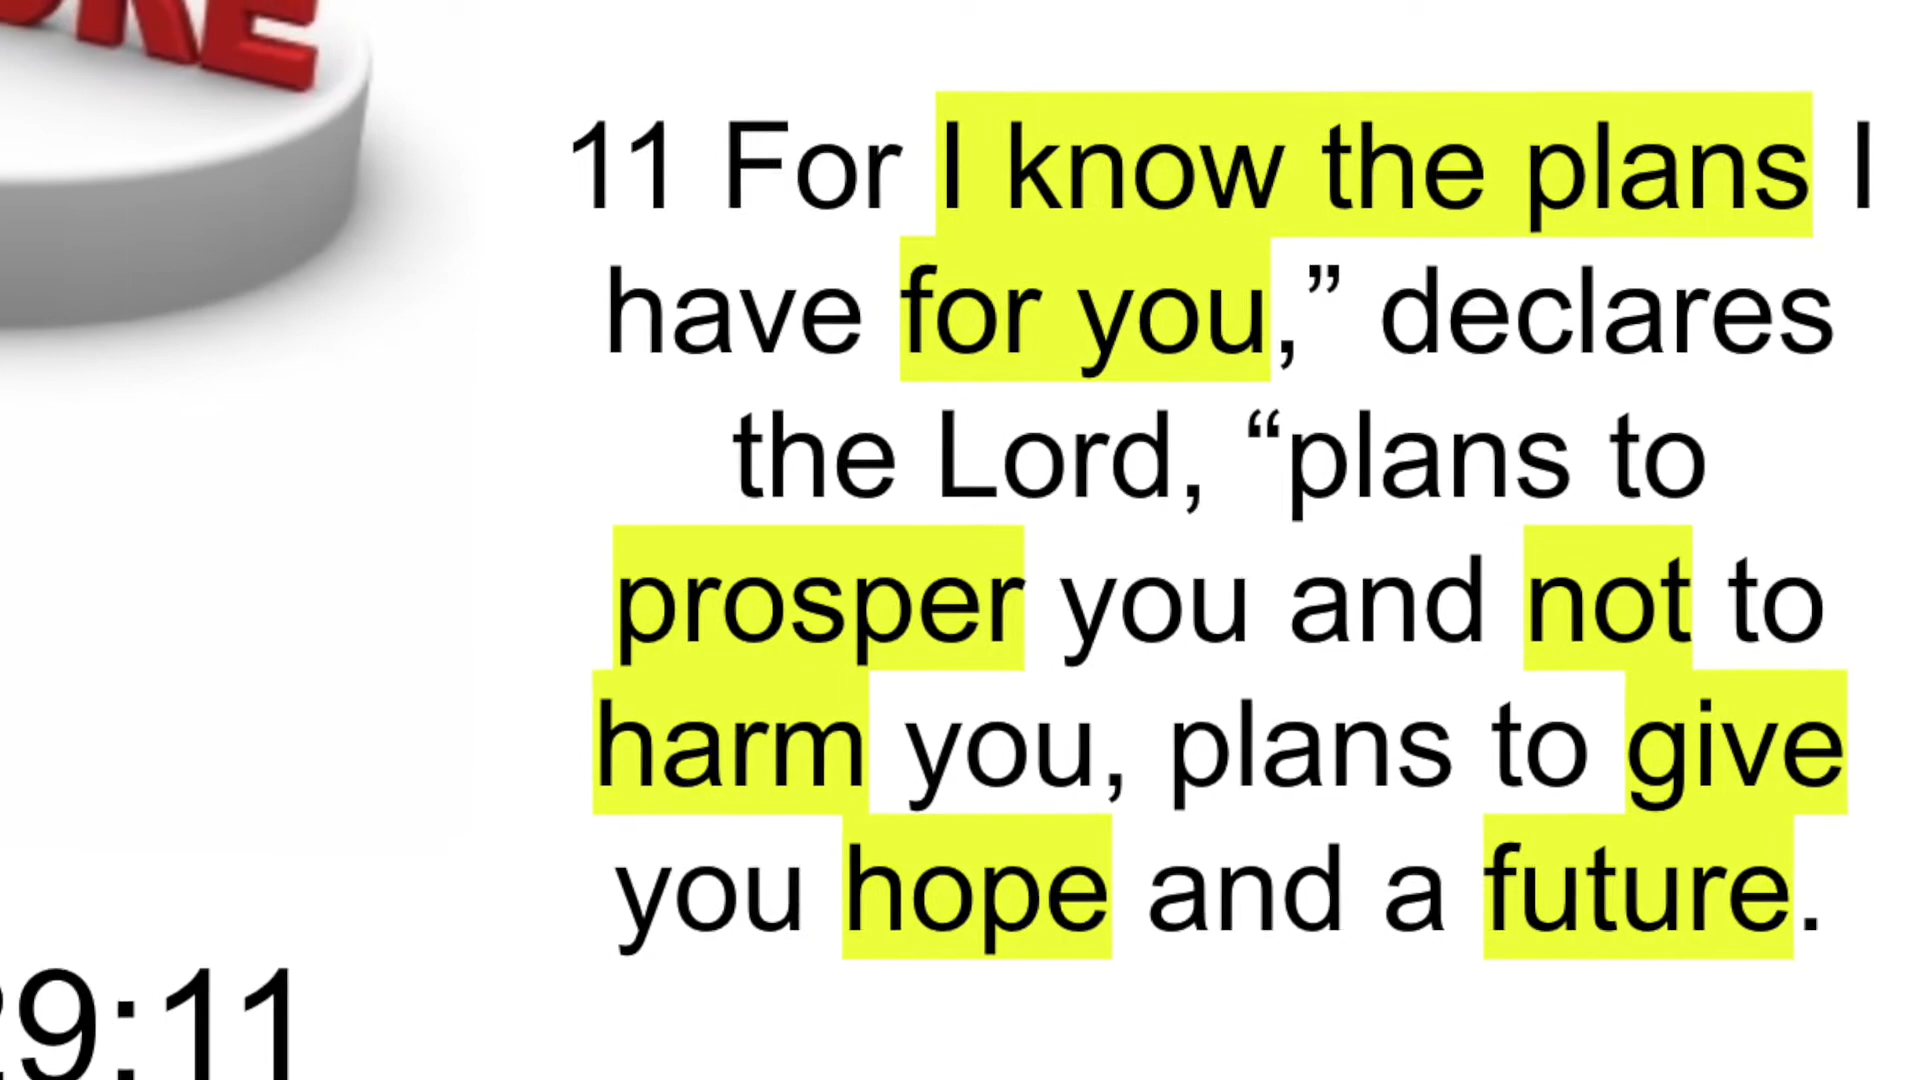 11 For I know the plans I
have for you,” declares
the Lord, “plans to
prosper you and not to
harm you, plans to give
you hope and a future.
29:11